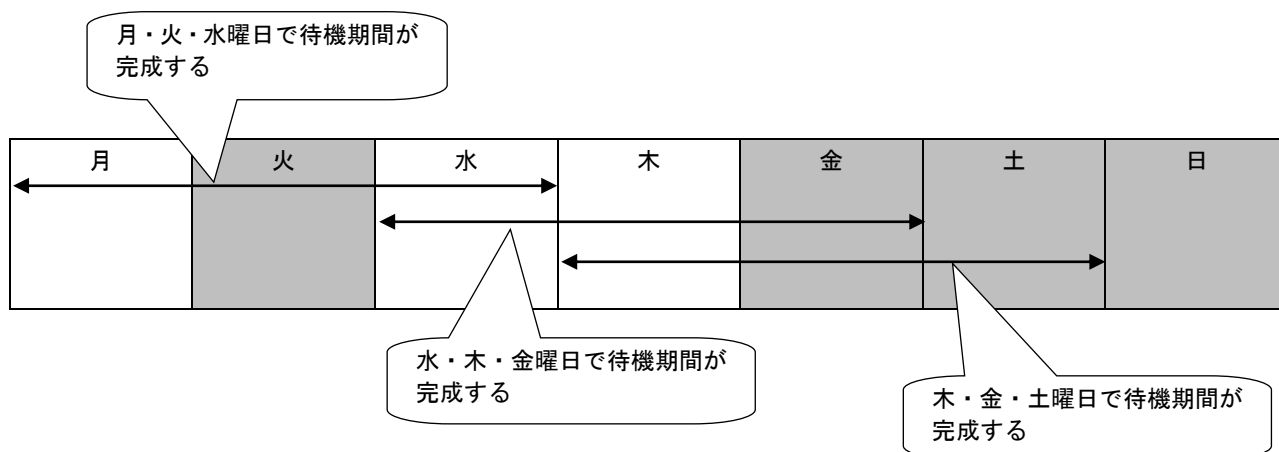 月・火・水曜日で待機期間が
完成する
月 火 水 木 金 土 日
水・木・金曜日で待機期間が
完成する
木・金・土曜日で待機期間が
完成する